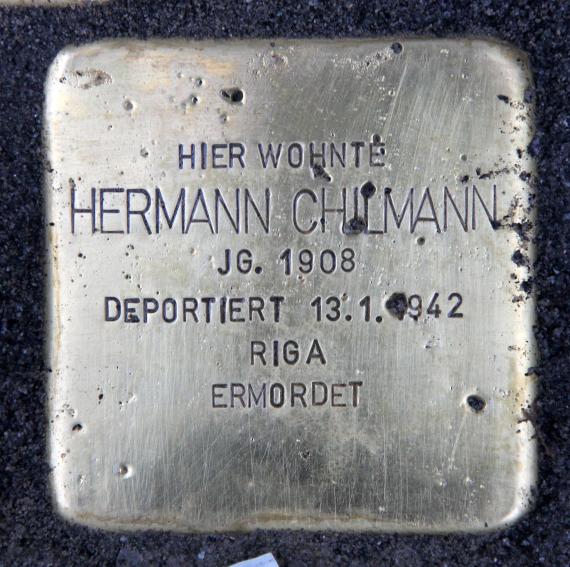 HIER WOHNTE
HERMANN CHILMANN
JG. 1908
DEPORTIERT 13.1.1942
RIGA
ERMORDET